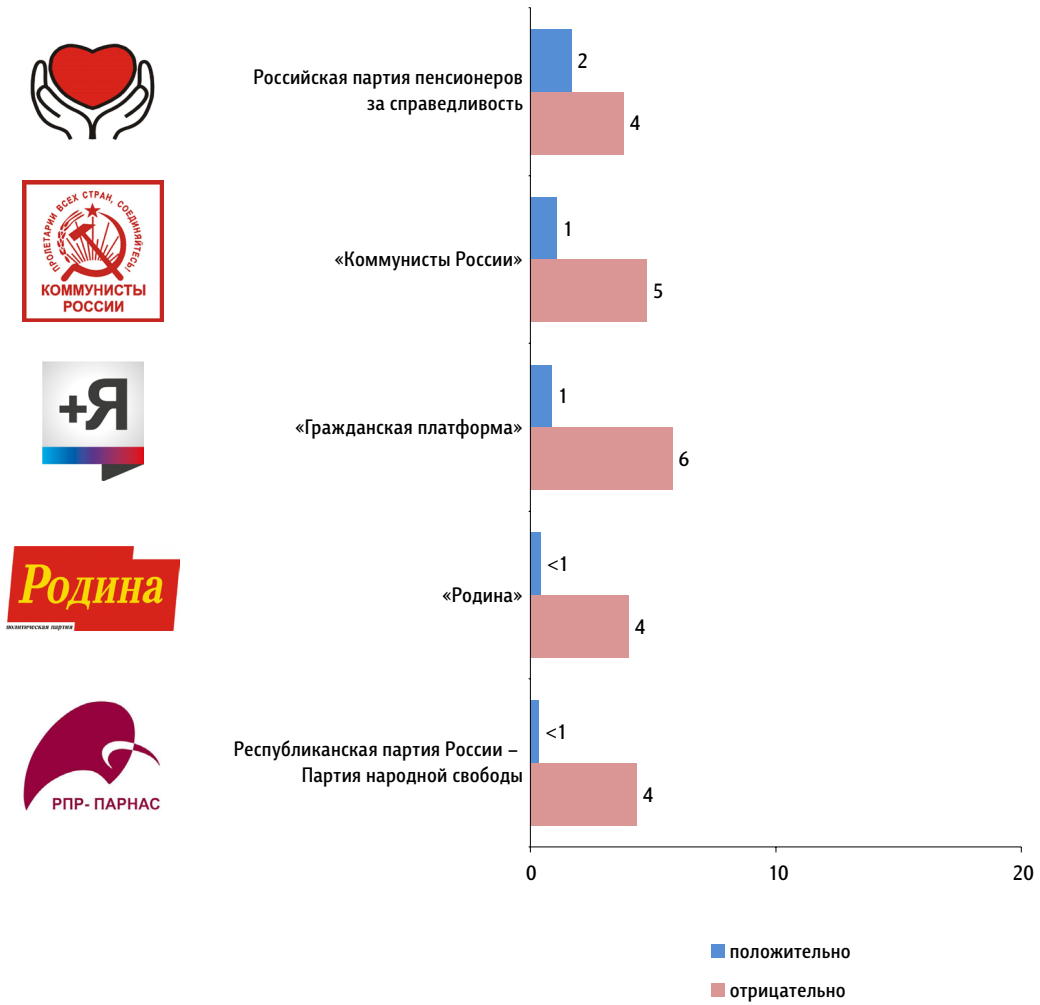 Российская партия пенсионеров
за справедливость
2
4
ПРОЛЕТАРИИ ВСЕХ СТРАН, СОЕДИНЯЙТЕСЬ!
КОММУНИСТЫ
РОССИИ
«Коммунисты России»
1
5
+Я
«Гражданская платформа»
1
6
Родина
политическая партия
«Родина»
<1
4
РПР- ПАРНАС
Республиканская партия России –
Партия народной свободы
<1
4
0
10
20
положительно
отрицательно